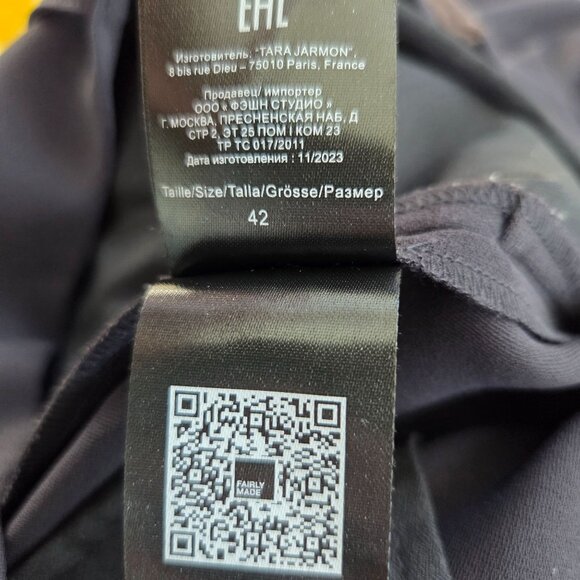 EAC
Изготовитель: "TARA JARMON",
8 bis rue Dieu – 75010 Paris, France
Продавец/ импортер
ООО « ФЭШН СТУДИО »
Г. МОСКВА, ПРЕСНЕНСКАЯ НАБ, Д
СТР 2, ЭТ 25 ПОМ I КОМ 23
ТР ТС 017/2011
Дата изготовления : 11/2023
Taille/Size/Talla/Grösse/Размер
42
FAIRLY
MADE